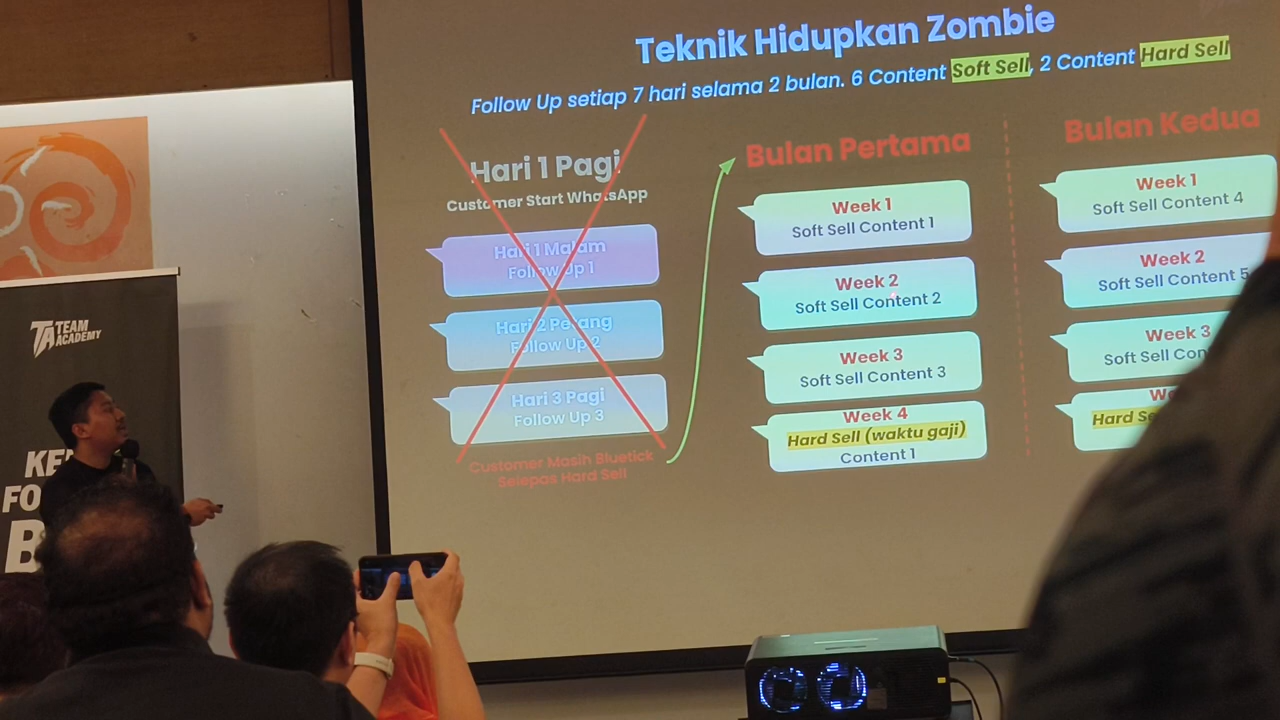 Teknik Hidupkan Zombie
Follow Up setiap 7 hari selama 2 bulan. 6 Content Soft Sell, 2 Content Hard Sell
Hari 1 Pagi
Customer Start WhatsApp
Hari 1 Malam
Follow Up 1
Hari 2 Petang
Follow Up 2
Hari 3 Pagi
Follow Up 3
Customer Masih Bluetick
Selepas Hard Sell
Bulan Pertama
Week 1
Soft Sell Content 1
Week 2
Soft Sell Content 2
Week 3
Soft Sell Content 3
Week 4
Hard Sell (waktu gaji)
Content 1
Bulan Kedua
Week 1
Soft Sell Content 4
Week 2
Soft Sell Content 5
Week 3
Soft Sell
Hard
TA TEAM
ACADEMY